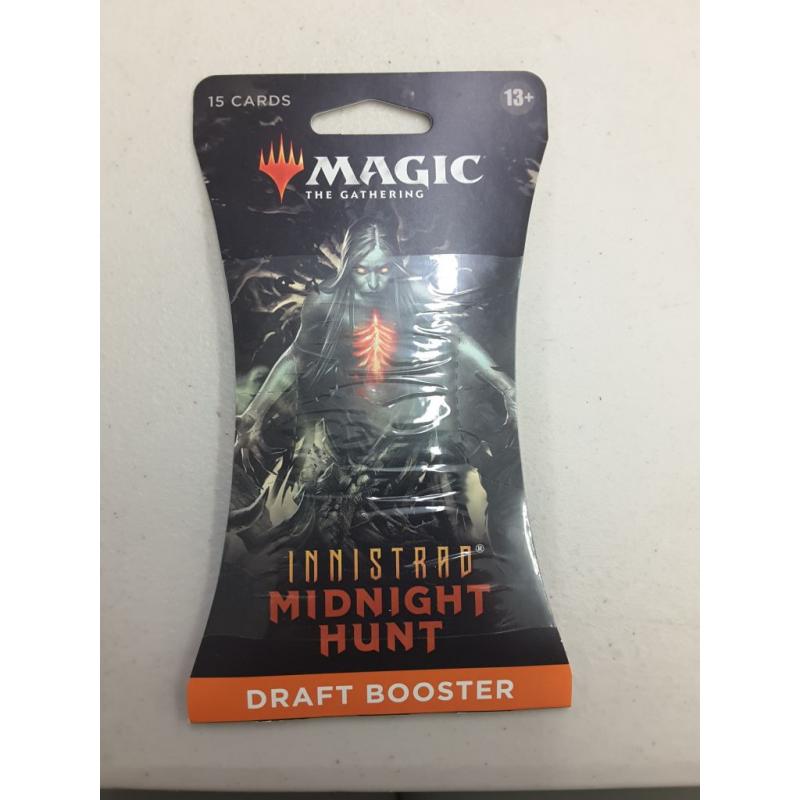 15 CARDS
13+
MAGIC
THE GATHERING
INNISTRAD®
MIDNIGHT
HUNT
DRAFT BOOSTER